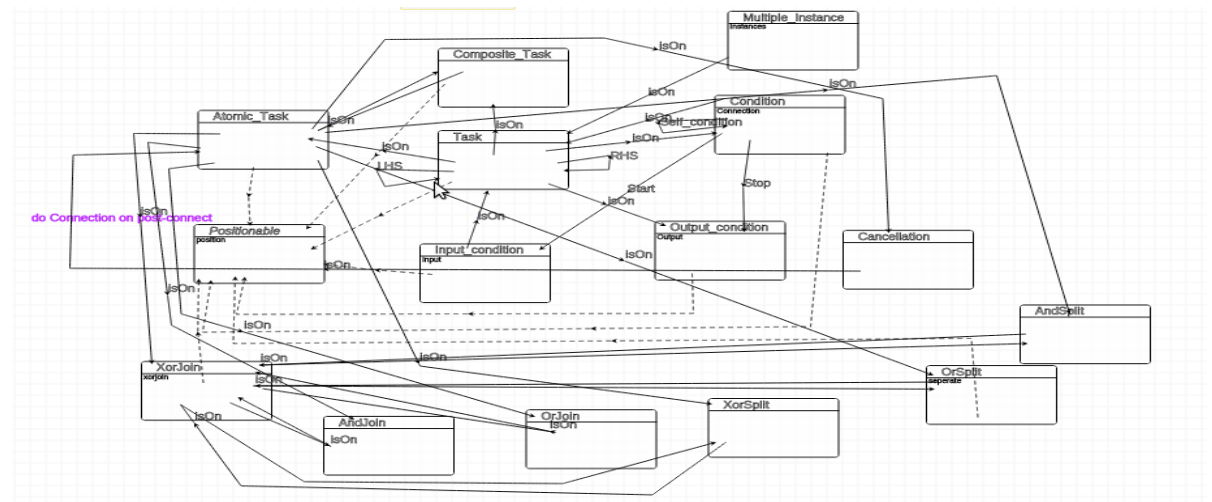 Multiple_Instance
Instances
isOn
Composite_Task
isOn
isOn
Condition
Connection
Atomic_Task
isOn
isOn
Self_condition
isOn
Task
isOn
isOn
RHS
LHS
Stop
Start
isOn
do Connection on post-connect
isOn
isOn
Positionable
position
Output_condition
Output
Cancellation
Input_condition
Input
isOn
isOn
isOn
AndSplit
isOn
isOn
isOn
XorJoin
xorjoin
isOn
OrSplit
seperate
XorSplit
isOn
OrJoin
isOn
AndJoin
isOn